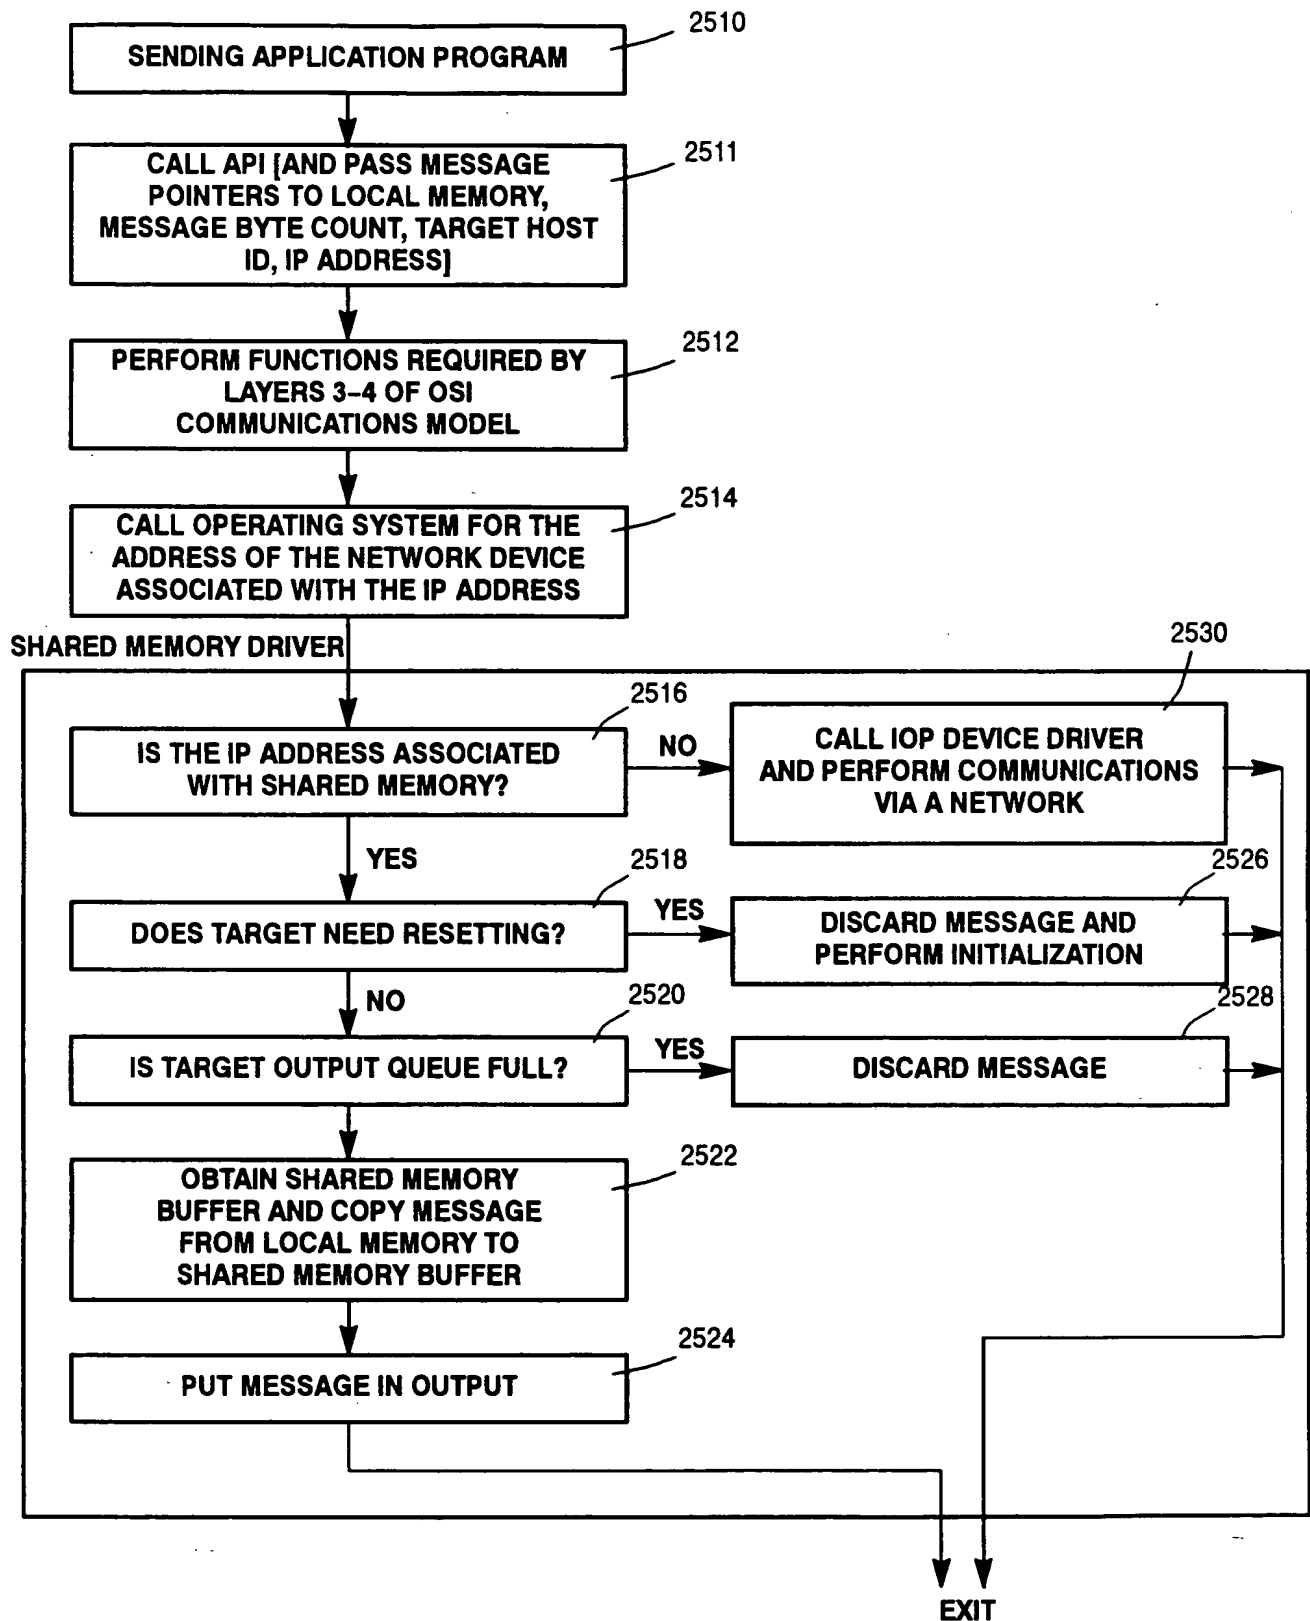 2510
SENDING APPLICATION PROGRAM
2511
CALL API [AND PASS MESSAGE
POINTERS TO LOCAL MEMORY,
MESSAGE BYTE COUNT, TARGET HOST
ID, IP ADDRESS]
2512
PERFORM FUNCTIONS REQUIRED BY
LAYERS 3-4 OF OSI
COMMUNICATIONS MODEL
2514
CALL OPERATING SYSTEM FOR THE
ADDRESS OF THE NETWORK DEVICE
ASSOCIATED WITH THE IP ADDRESS
SHARED MEMORY DRIVER
2516
IS THE IP ADDRESS ASSOCIATED
WITH SHARED MEMORY?
NO
2530
CALL IOP DEVICE DRIVER
AND PERFORM COMMUNICATIONS
VIA A NETWORK
YES
2518
DOES TARGET NEED RESETTING?
YES
2526
DISCARD MESSAGE AND
PERFORM INITIALIZATION
NO
2520
IS TARGET OUTPUT QUEUE FULL?
YES
2528
DISCARD MESSAGE
2522
OBTAIN SHARED MEMORY
BUFFER AND COPY MESSAGE
FROM LOCAL MEMORY TO
SHARED MEMORY BUFFER
2524
PUT MESSAGE IN OUTPUT
EXIT